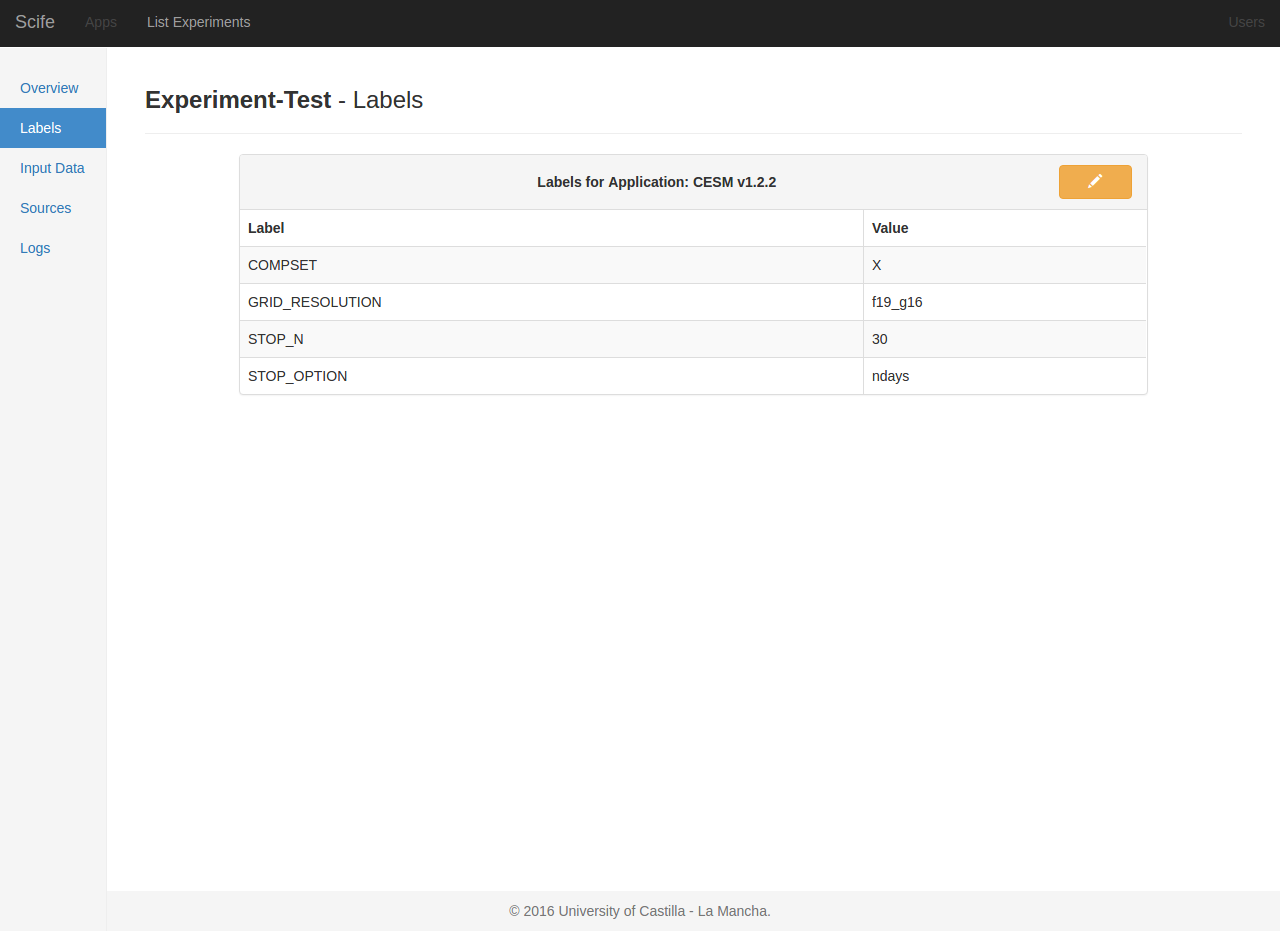 Scife Apps List Experiments Users
Overview
Labels
Input Data
Sources
Logs
Experiment-Test - Labels
Labels for Application: CESM v1.2.2
Label Value
COMPSET X
GRID_RESOLUTION f19_g16
STOP_N 30
STOP_OPTION ndays
© 2016 University of Castilla - La Mancha.